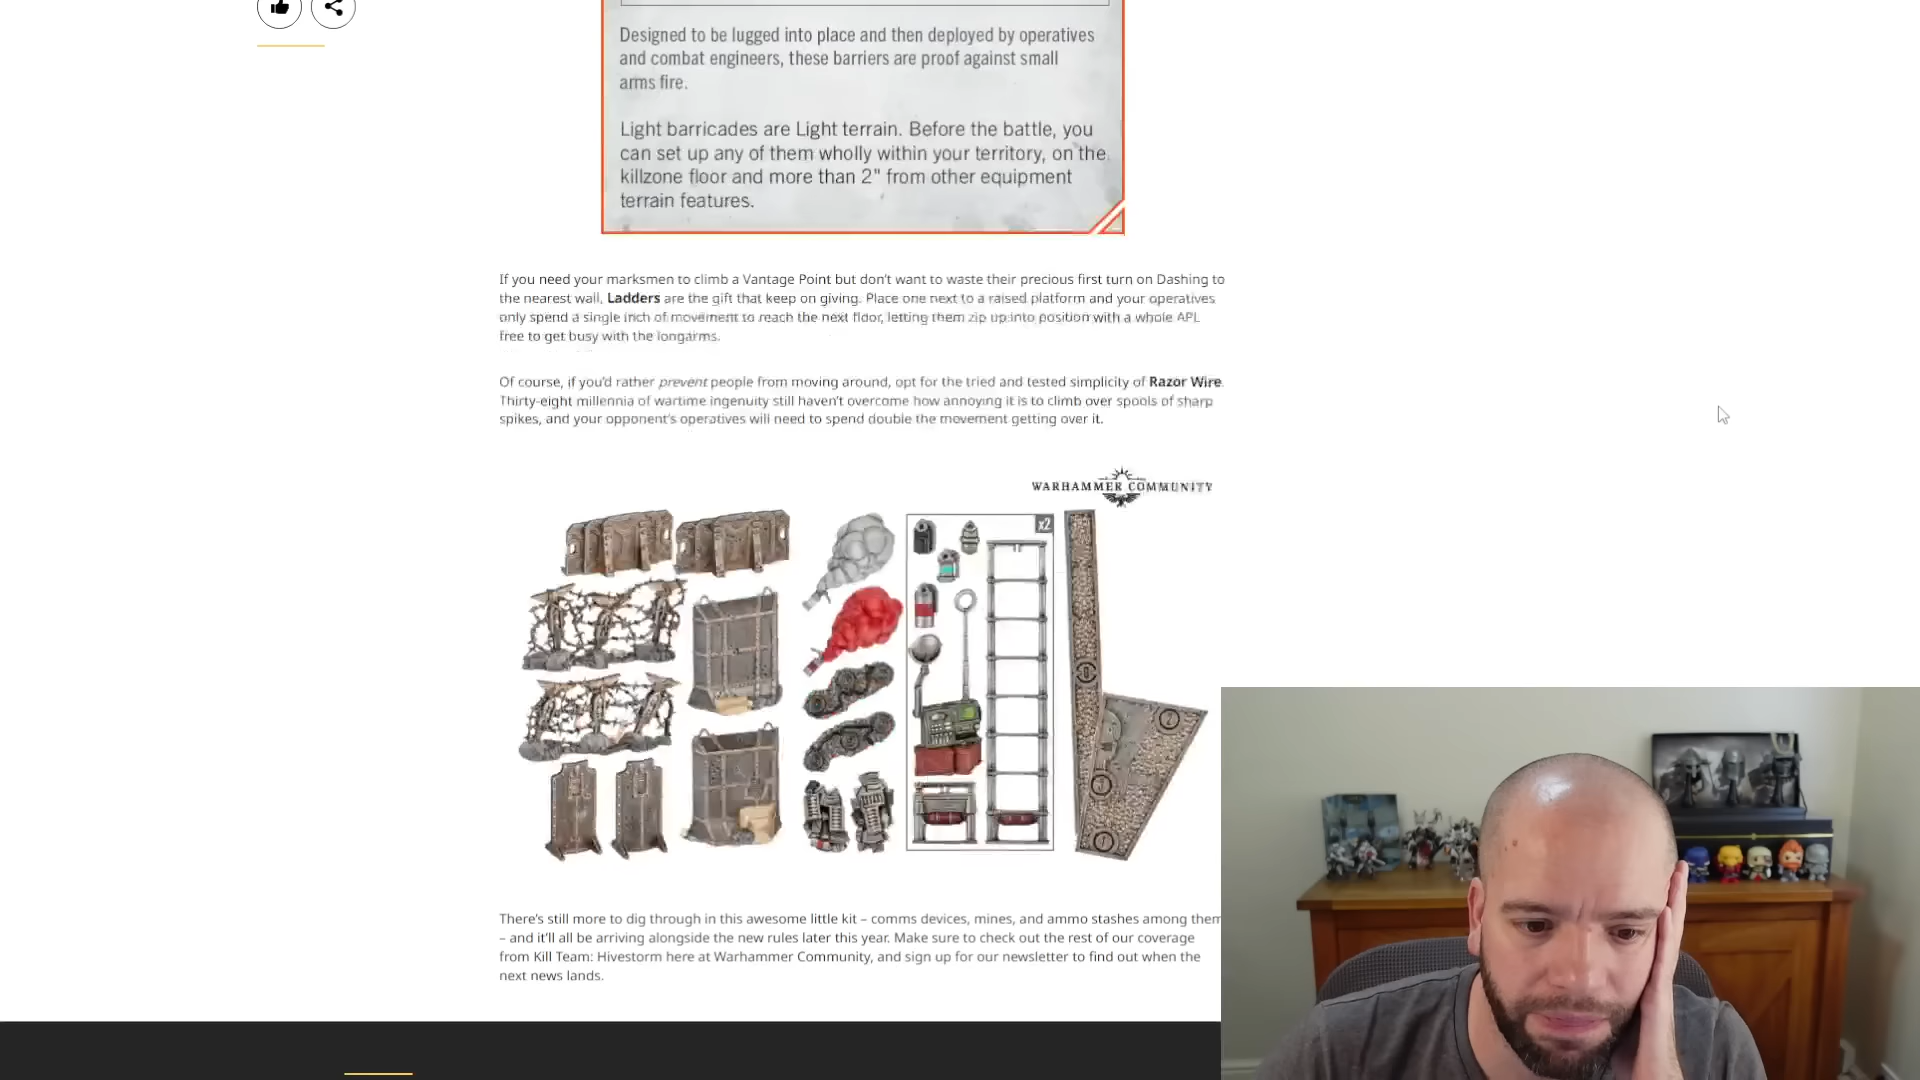 Designed to be lugged into place and then deployed by operatives
and combat engineers, these barriers are proof against small
arms fire.
Light barricades are Light terrain. Before the battle, you
can set up any of them wholly within your territory, on the
killzone floor and more than 2" from other equipment
terrain features.
If you need your marksmen to climb a Vantage Point but don't want to waste their precious first turn on Dashing to
the nearest wall, Ladders are the gift that keep on giving. Place one next to a raised platform and your operatives
only spend a single inch of movement to reach the next floor, letting them zip up into position with a whole APL
free to get busy with the longarms.
Of course, if you'd rather prevent people from moving around, opt for the tried and tested simplicity of Razor Wire.
Thirty-eight millennia of wartime ingenuity still haven't overcome how annoying it is to climb over spools of sharp
spikes, and your opponent's operatives will need to spend double the movement getting over it.
WARHAMMER COMMUNITY
x2
There's still more to dig through in this awesome little kit – comms devices, mines, and ammo stashes among them
– and it'll all be arriving alongside the new rules later this year. Make sure to check out the rest of our coverage
from Kill Team: Hivestorm here at Warhammer Community, and sign up for our newsletter to find out when the
next news lands.